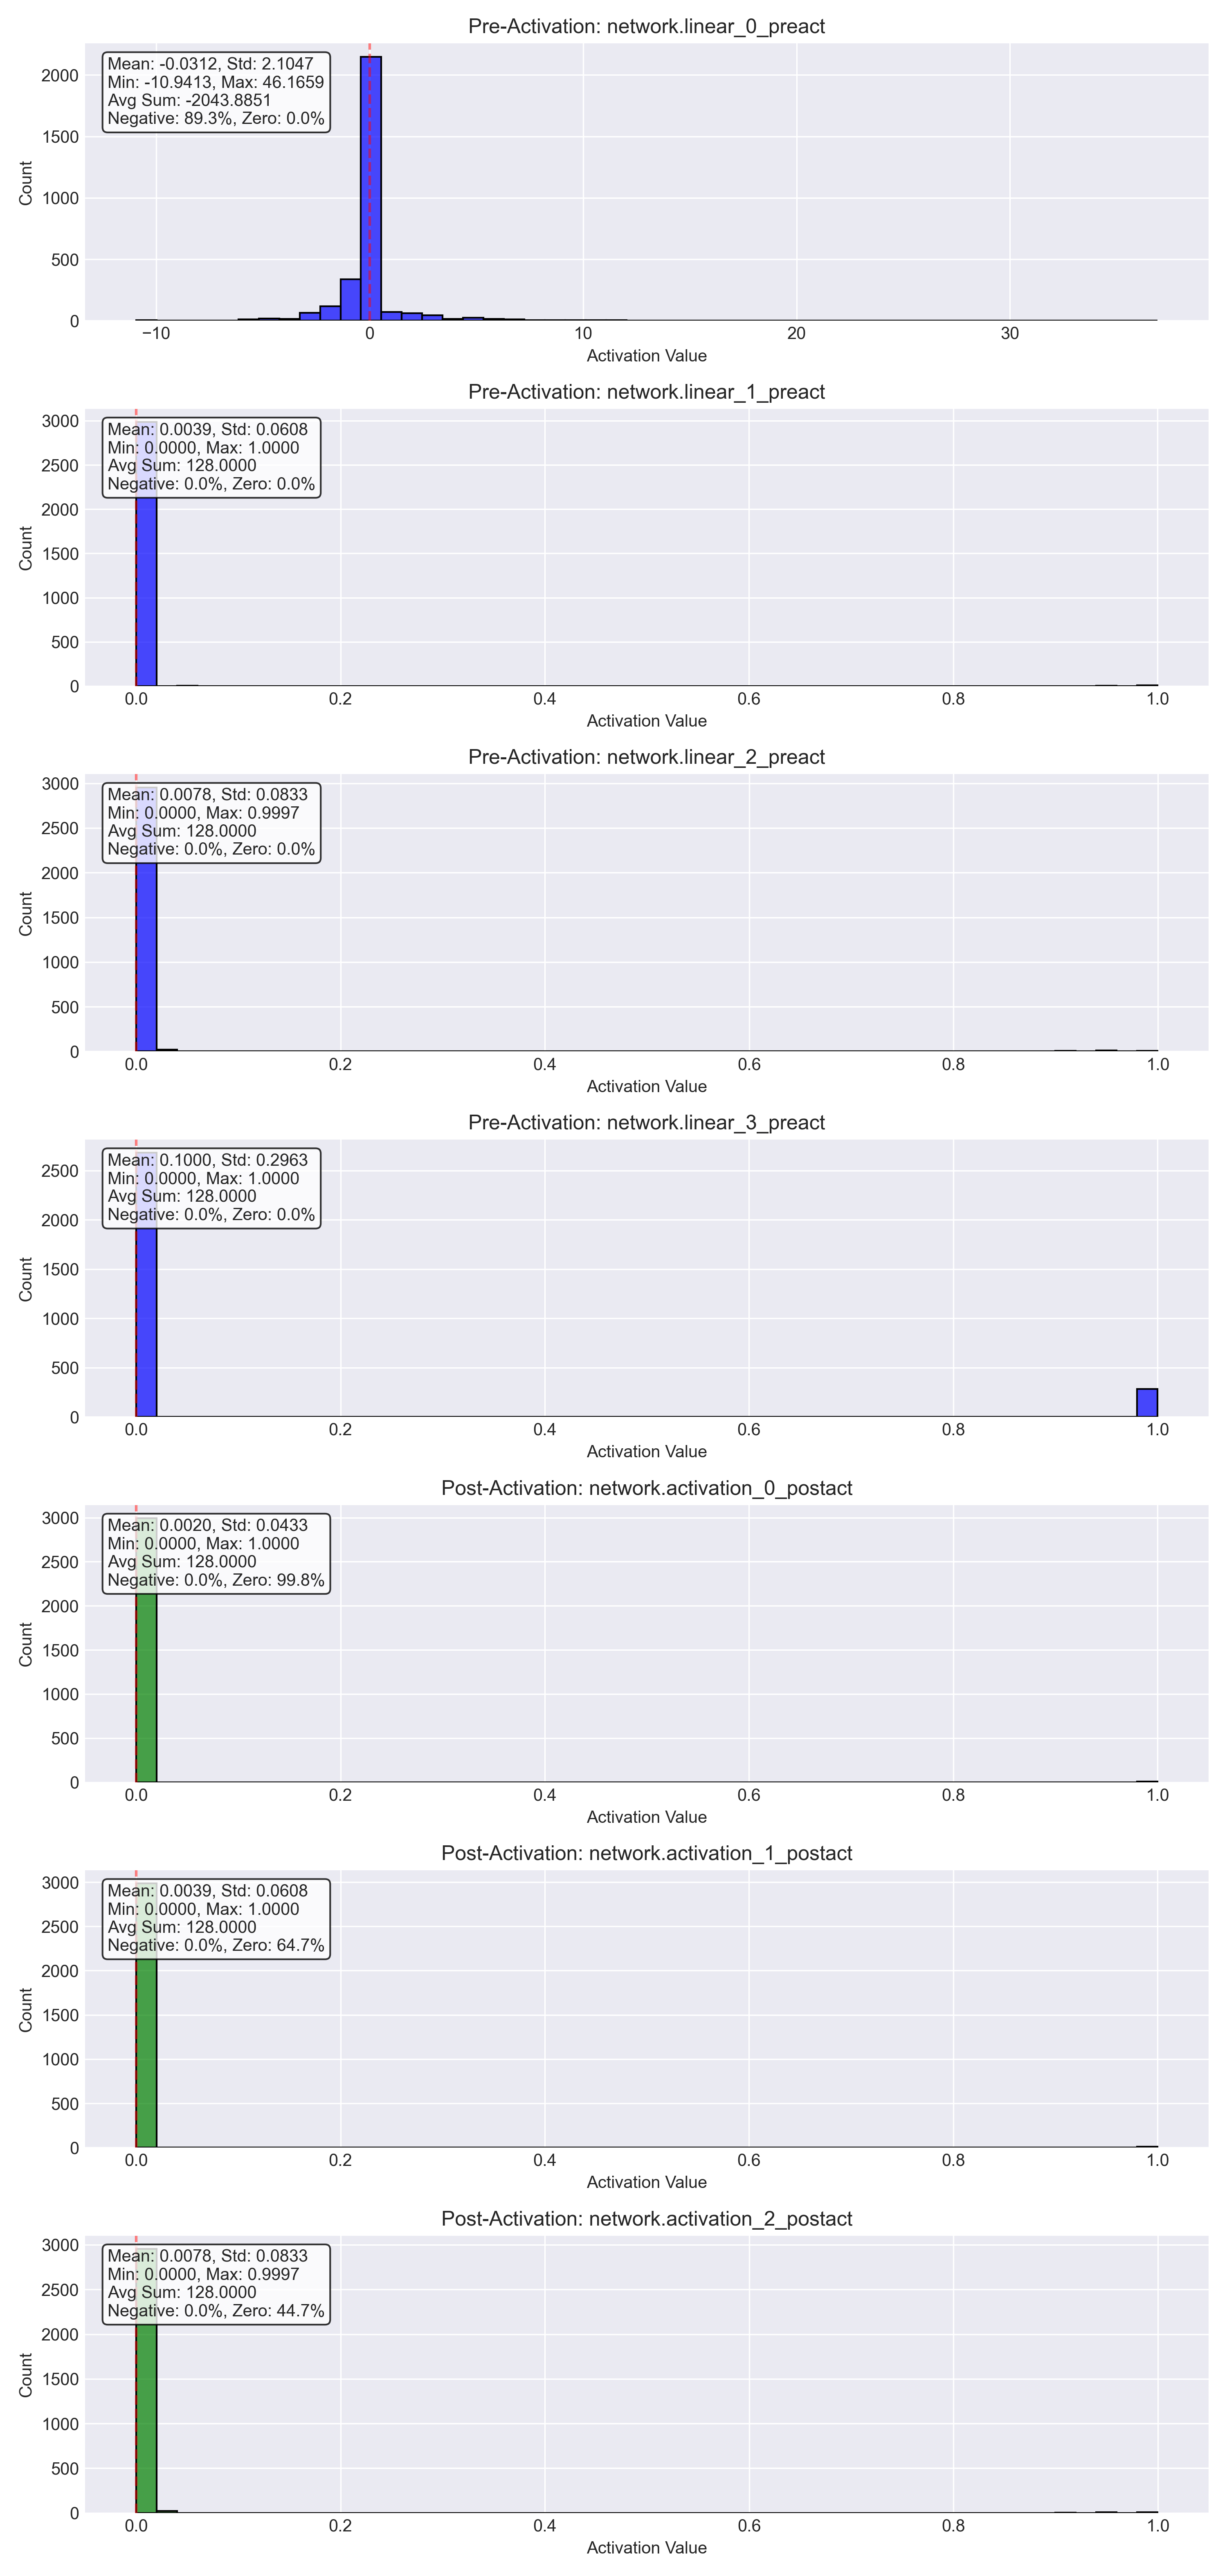 Pre-Activation: network.linear_0_preact
Mean: -0.0312, Std: 2.1047
Min: -10.9413, Max: 46.1659
Avg Sum: -2043.8851
Negative: 89.3%, Zero: 0.0%
2000
1500
1000
500
0
Count
−10 0 10 20 30
Activation Value
Pre-Activation: network.linear_1_preact
Mean: 0.0039, Std: 0.0608
Min: 0.0000, Max: 1.0000
Avg Sum: 128.0000
Negative: 0.0%, Zero: 0.0%
3000
2500
2000
1500
1000
500
0
Count
0.0 0.2 0.4 0.6 0.8 1.0
Activation Value
Pre-Activation: network.linear_2_preact
Mean: 0.0078, Std: 0.0833
Min: 0.0000, Max: 0.9997
Avg Sum: 128.0000
Negative: 0.0%, Zero: 0.0%
3000
2500
2000
1500
1000
500
0
Count
0.0 0.2 0.4 0.6 0.8 1.0
Activation Value
Pre-Activation: network.linear_3_preact
Mean: 0.1000, Std: 0.2963
Min: 0.0000, Max: 1.0000
Avg Sum: 128.0000
Negative: 0.0%, Zero: 0.0%
2500
2000
1500
1000
500
0
Count
0.0 0.2 0.4 0.6 0.8 1.0
Activation Value
Post-Activation: network.activation_0_postact
Mean: 0.0020, Std: 0.0433
Min: 0.0000, Max: 1.0000
Avg Sum: 128.0000
Negative: 0.0%, Zero: 99.8%
3000
2500
2000
1500
1000
500
0
Count
0.0 0.2 0.4 0.6 0.8 1.0
Activation Value
Post-Activation: network.activation_1_postact
Mean: 0.0039, Std: 0.0608
Min: 0.0000, Max: 1.0000
Avg Sum: 128.0000
Negative: 0.0%, Zero: 64.7%
3000
2500
2000
1500
1000
500
0
Count
0.0 0.2 0.4 0.6 0.8 1.0
Activation Value
Post-Activation: network.activation_2_postact
Mean: 0.0078, Std: 0.0833
Min: 0.0000, Max: 0.9997
Avg Sum: 128.0000
Negative: 0.0%, Zero: 44.7%
3000
2500
2000
1500
1000
500
0
Count
0.0 0.2 0.4 0.6 0.8 1.0
Activation Value